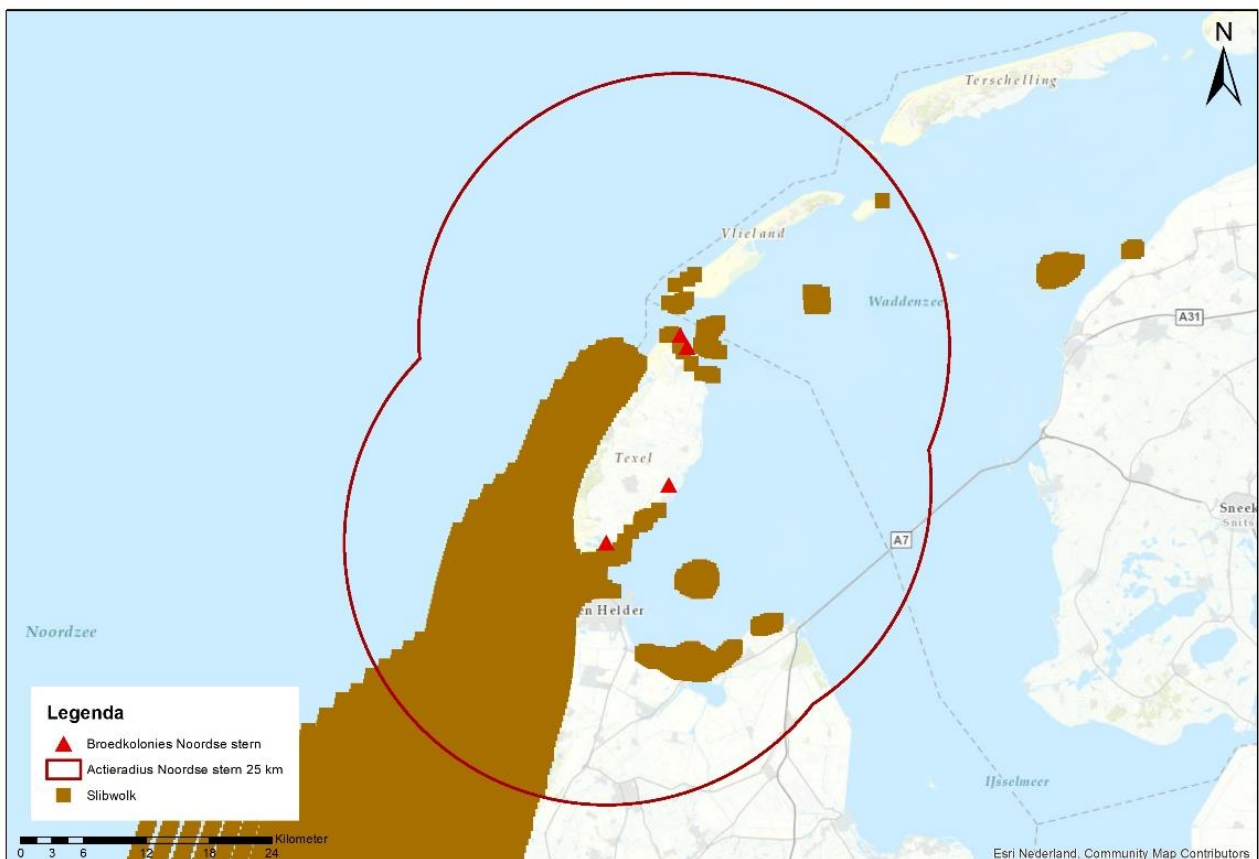 N
Terschelling
Vlieland
Waddenzee
A31
Texel
Sneek
Snits
A7
en Helder
Noordzee
IJsselmeer
Legenda
Broedkolonies Noordse stern
Actieradius Noordse stern 25 km
Slibwolk
Kilometer
0 3 6 12 18 24
Esri Nederland, Community Map Contributors